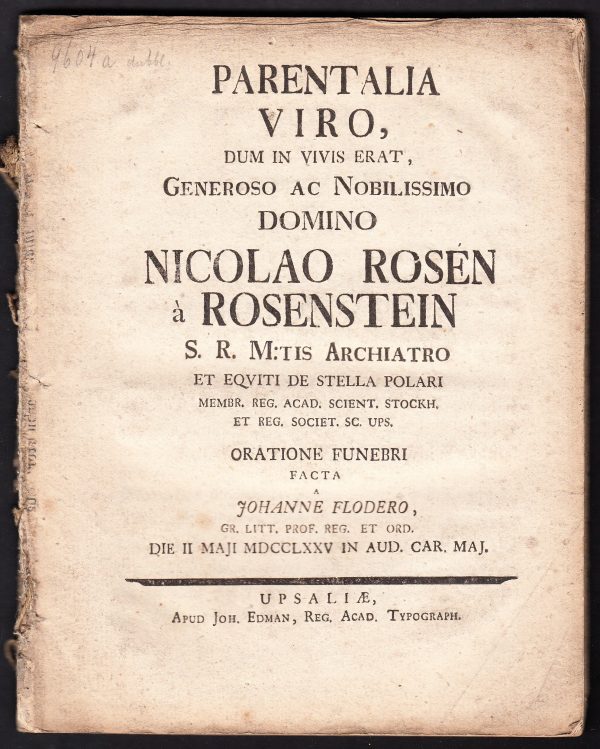 9604 a dubbl.
PARENTALIA
VIRO,
DUM IN VIVIS ERAT,
GENEROSO AC NOBILISSIMO
DOMINO
NICOLAO ROSÉN
à ROSENSTEIN
S. R. M:TIS ARCHIATRO
ET EQVITI DE STELLA POLARI
MEMBR. REG. ACAD. SCIENT. STOCKH.
ET REG. SOCIET. SC. UPS.
ORATIONE FUNEBRI
FACTA
A
JOHANNE FLODERO,
GR. LITT. PROF. REG. ET ORD.
DIE II MAJI MDCCLXXV IN AUD. CAR. MAJ.
UPSALIÆ,
APUD JOH. EDMAN, REG. ACAD. TYPOGRAPH.